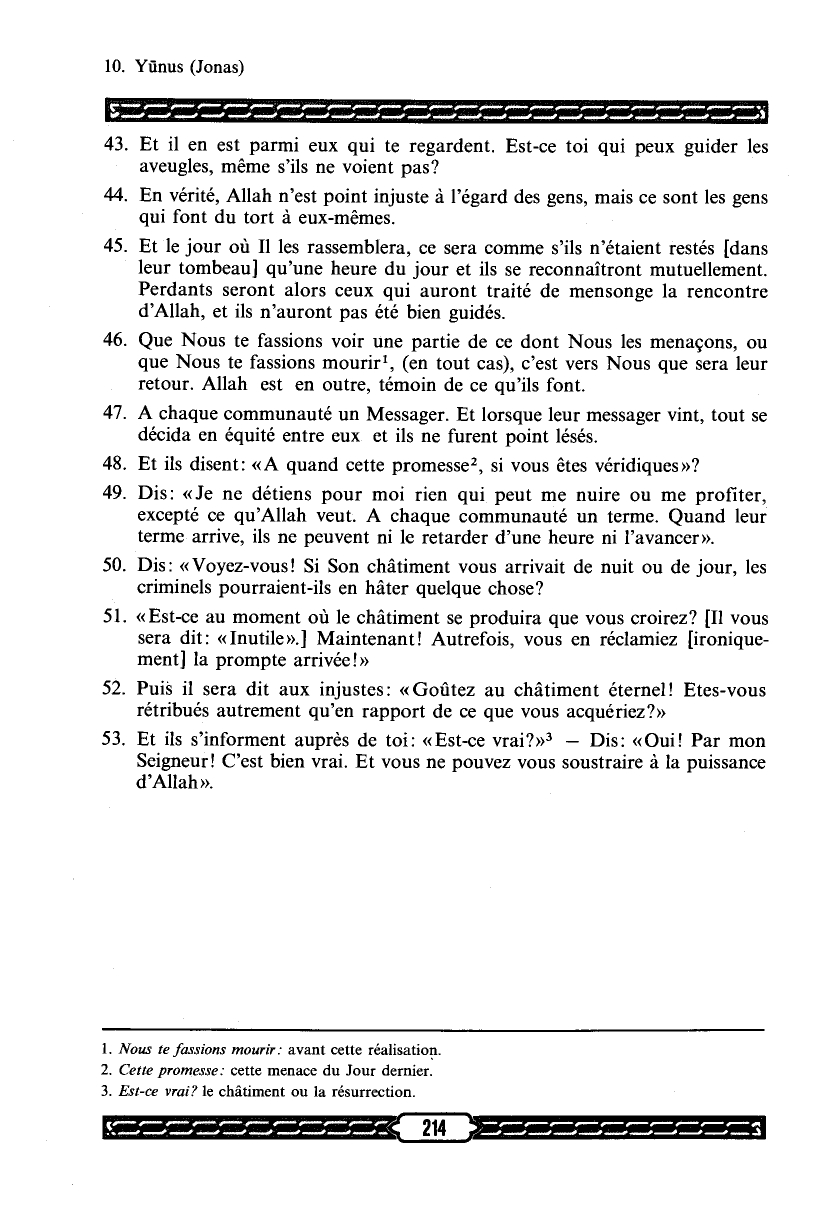 10. Yūnus (Jonas)
43. Et il en est parmi eux qui te regardent. Est-ce toi qui peux guider les
aveugles, même s'ils ne voient pas?
44. En vérité, Allah n'est point injuste à l'égard des gens, mais ce sont les gens
qui font du tort à eux-mêmes.
45. Et le jour où Il les rassemblera, ce sera comme s'ils n'étaient restés [dans
leur tombeau] qu'une heure du jour et ils se reconnaîtront mutuellement.
Perdants seront alors ceux qui auront traité de mensonge la rencontre
d'Allah, et ils n'auront pas été bien guidés.
46. Que Nous te fassions voir une partie de ce dont Nous les menaçons, ou
que Nous te fassions mourir¹, (en tout cas), c'est vers Nous que sera leur
retour. Allah est en outre, témoin de ce qu'ils font.
47. A chaque communauté un Messager. Et lorsque leur messager vint, tout se
décida en équité entre eux et ils ne furent point lésés.
48. Et ils disent: «A quand cette promesse², si vous êtes véridiques»?
49. Dis: «Je ne détiens pour moi rien qui peut me nuire ou me profiter,
excepté ce qu'Allah veut. A chaque communauté un terme. Quand leur
terme arrive, ils ne peuvent ni le retarder d'une heure ni l'avancer».
50. Dis: «Voyez-vous! Si Son châtiment vous arrivait de nuit ou de jour, les
criminels pourraient-ils en hâter quelque chose?
51. «Est-ce au moment où le châtiment se produira que vous croirez? [Il vous
sera dit: «Inutile».] Maintenant! Autrefois, vous en réclamiez [ironique-
ment] la prompte arrivée!»
52. Puis il sera dit aux injustes: «Goûtez au châtiment éternel! Etes-vous
rétribués autrement qu'en rapport de ce que vous acquériez?»
53. Et ils s'informent auprès de toi: «Est-ce vrai?»³ — Dis: «Oui! Par mon
Seigneur! C'est bien vrai. Et vous ne pouvez vous soustraire à la puissance
d'Allah».
1. Nous te fassions mourir: avant cette réalisation.
2. Cette promesse: cette menace du Jour dernier.
3. Est-ce vrai? le châtiment ou la résurrection.
214